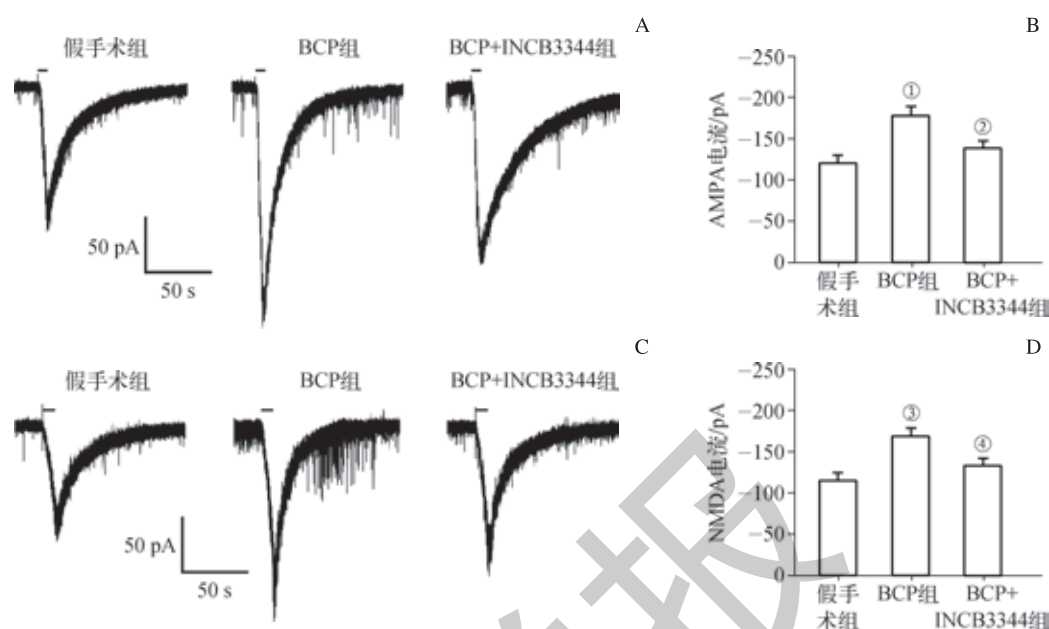 A
假手术组 BCP组 BCP+INCB3344组
50 pA
50 s
B
AMPA电流/pA
−250
−200
−150
−100
−50
0
①
②
假手
术组
BCP组
BCP+
INCB3344组
C
假手术组 BCP组 BCP+INCB3344组
50 pA
50 s
D
NMDA电流/pA
−250
−200
−150
−100
−50
0
③
④
假手
术组
BCP组
BCP+
INCB3344组
报